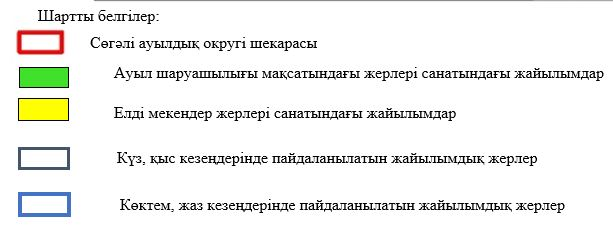 Шартты белгілер:
Сөгәлі ауылдық округі шекарасы
Ауыл шаруашылығы мақсатындағы жерлері санатындағы жайылымдар
Елді мекендер жерлері санатындағы жайылымдар
Күз, қыс кезеңдерінде пайдаланылатын жайылымдық жерлер
Көктем, жаз кезеңдерінде пайдаланылатын жайылымдық жерлер